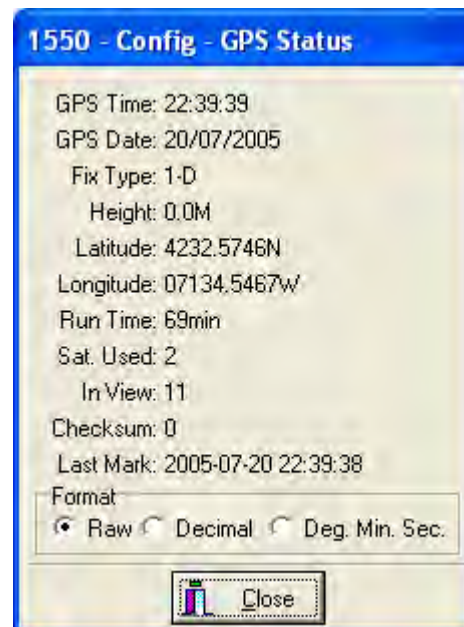 1550 - Config - GPS Status
GPS Time: 22:39:39
GPS Date: 20/07/2005
Fix Type: 1-D
Height: 0.0M
Latitude: 4232.5746N
Longitude: 07134.5467W
Run Time: 69min
Sat. Used: 2
In View: 11
Checksum: 0
Last Mark: 2005-07-20 22:39:38
Format
Raw Decimal Deg. Min. Sec.
Close